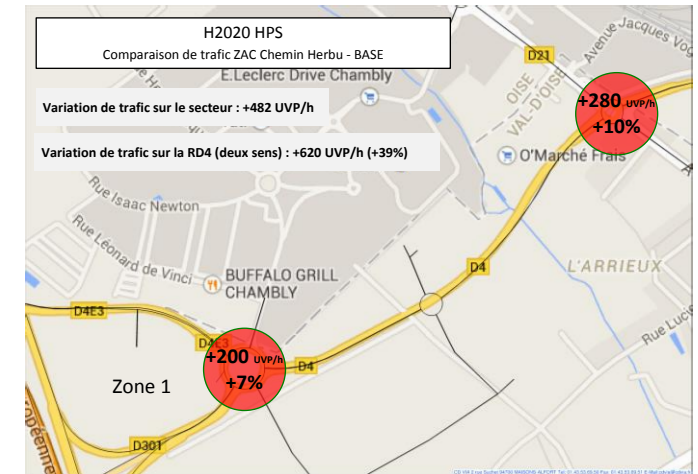 H2020 HPS
Comparaison de trafic ZAC Chemin Herbu - BASE
E.Leclerc Drive Chambly
Variation de trafic sur le secteur : +482 UVP/h
Variation de trafic sur la RD4 (deux sens) : +620 UVP/h (+39%)
D21
Avenue Jacques Vog
OISE
VAL-D'OISE
+280 UVP/h
+10%
O'Marché Frais
Rue Isaac Newton
Rue Léonard de Vinci
BUFFALO GRILL
CHAMBLY
D4
L'ARRIEUX
Rue Lucie
D4E3
D4E3
+200 UVP/h
+7%
D4
Zone 1
D301
opéenne